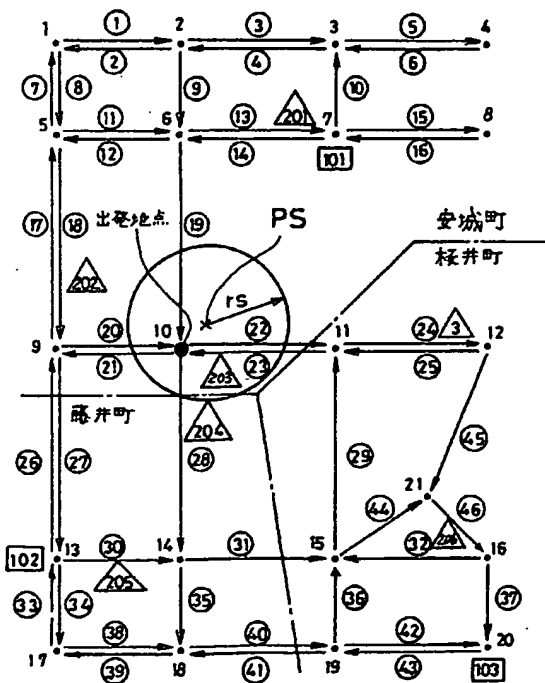 ① ③ ⑤
1 2 3 4
② ④ ⑥
⑦ ⑧ ⑨ ⑩
⑪ ⑬ 201 ⑮
5 6 7 8
⑫ ⑭ 101 ⑯
⑰ ⑱ 出発地点 ⑲ PS
安城町
桜井町
202 rs
⑳ 10 ㉒ ㉔ 3
9 11 12
㉑ 203 ㉓ ㉕
藤井町 204
㉖ ㉗ ㉘ ㉙ ㊺
21
㊹ ㊻
102 13 ㉚ 14 ㉛ 15 ㉜ 16
205
㉝ ㉞ ㉟ ㊱ ㊲
㊳ ㊵ ㊷
17 18 19 20
㊴ ㊶ ㊸ 103